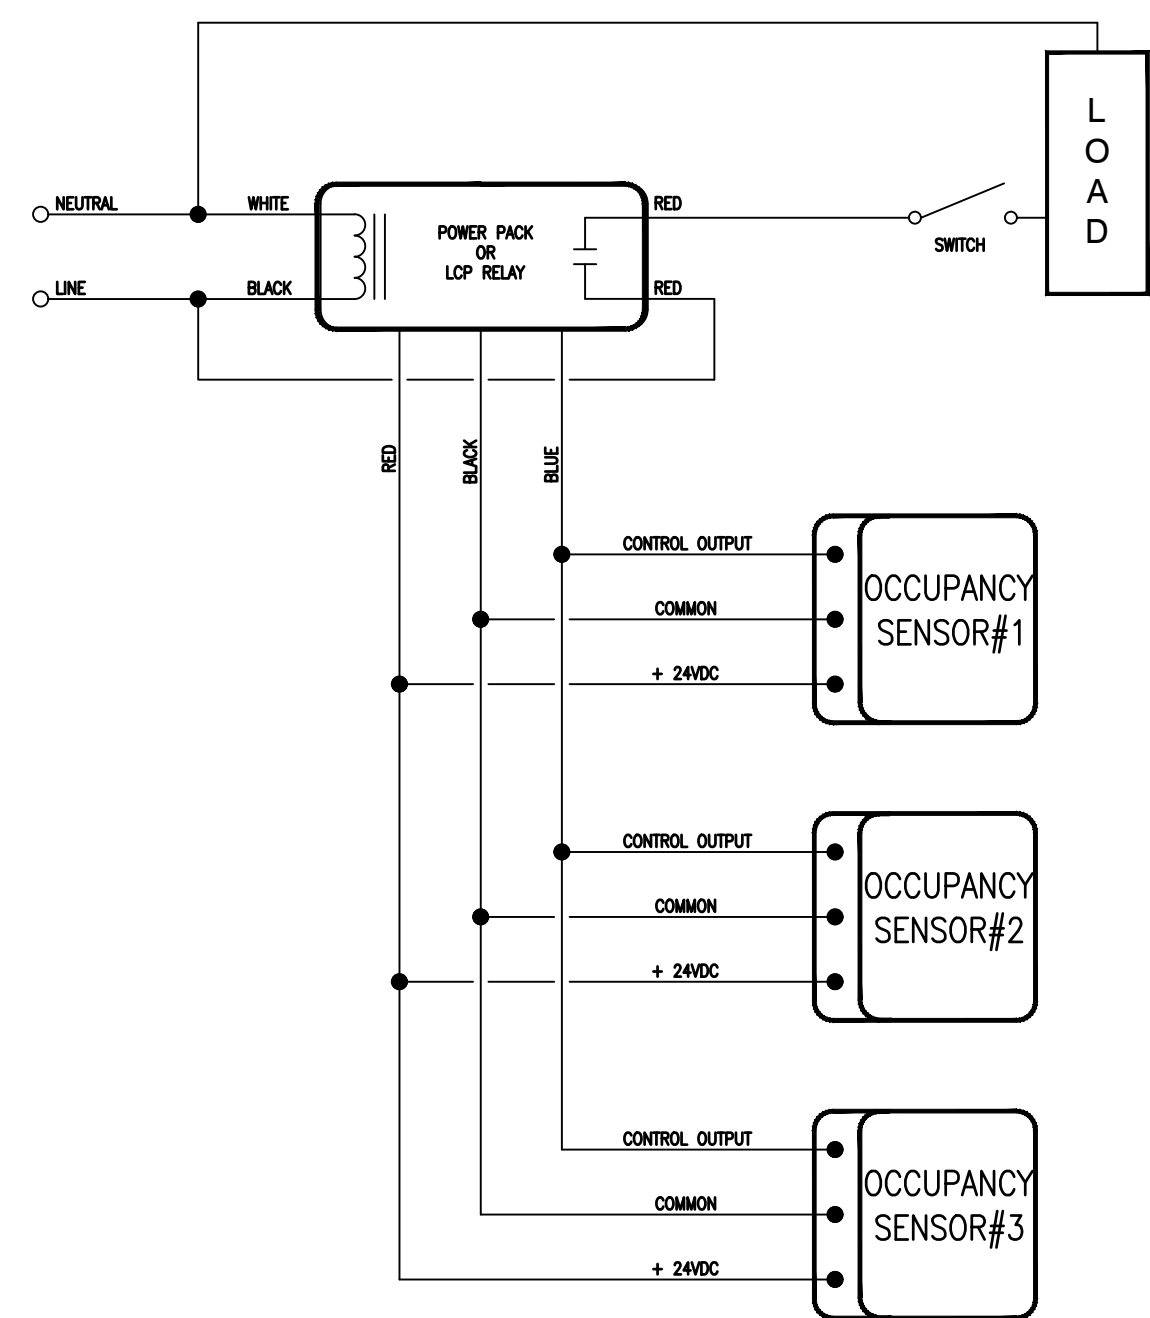 L
O
A
D
NEUTRAL
WHITE
POWER PACK
OR
LCP RELAY
RED
SWITCH
LINE
BLACK
RED
RED
BLACK
BLUE
CONTROL OUTPUT
COMMON
+ 24VDC
OCCUPANCY
SENSOR#1
CONTROL OUTPUT
COMMON
+ 24VDC
OCCUPANCY
SENSOR#2
CONTROL OUTPUT
COMMON
+ 24VDC
OCCUPANCY
SENSOR#3